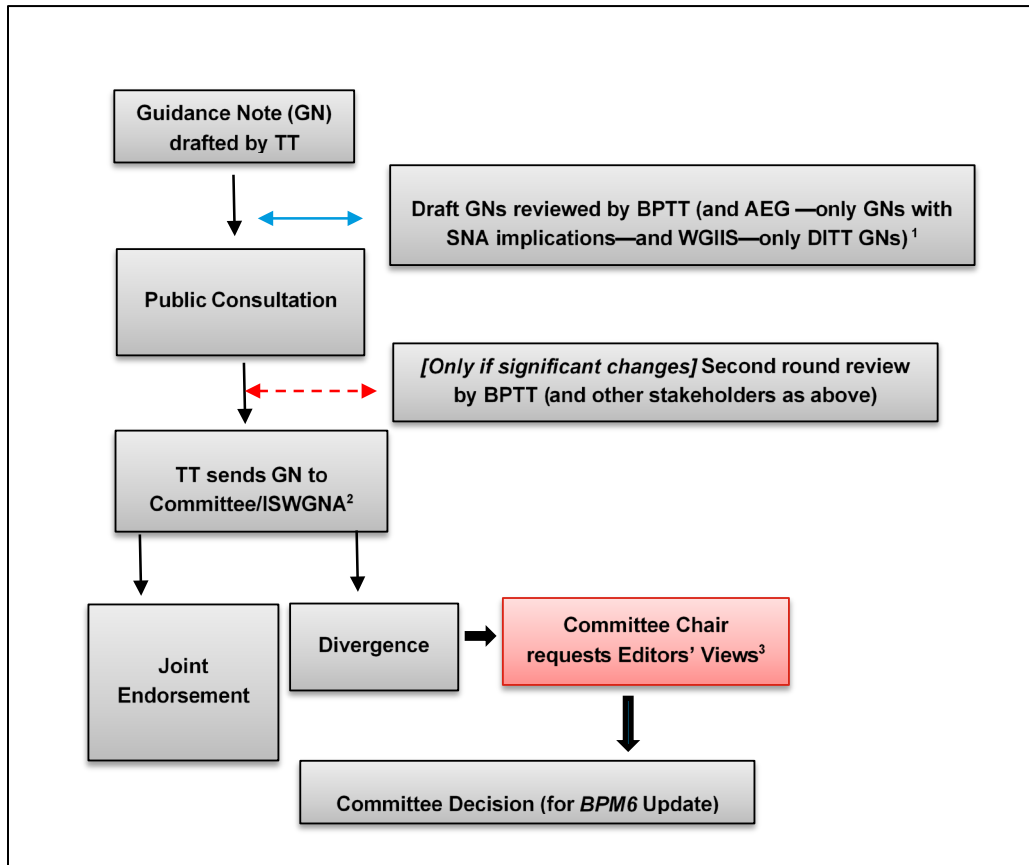 Guidance Note (GN)
drafted by TT
Draft GNs reviewed by BPTT (and AEG —only GNs with
SNA implications—and WGIIS—only DITT GNs) 1
Public Consultation
[Only if significant changes] Second round review
by BPTT (and other stakeholders as above)
TT sends GN to
Committee/ISWGNA2
Joint
Endorsement
Divergence
Committee Chair
requests Editors’ Views3
Committee Decision (for BPM6 Update)